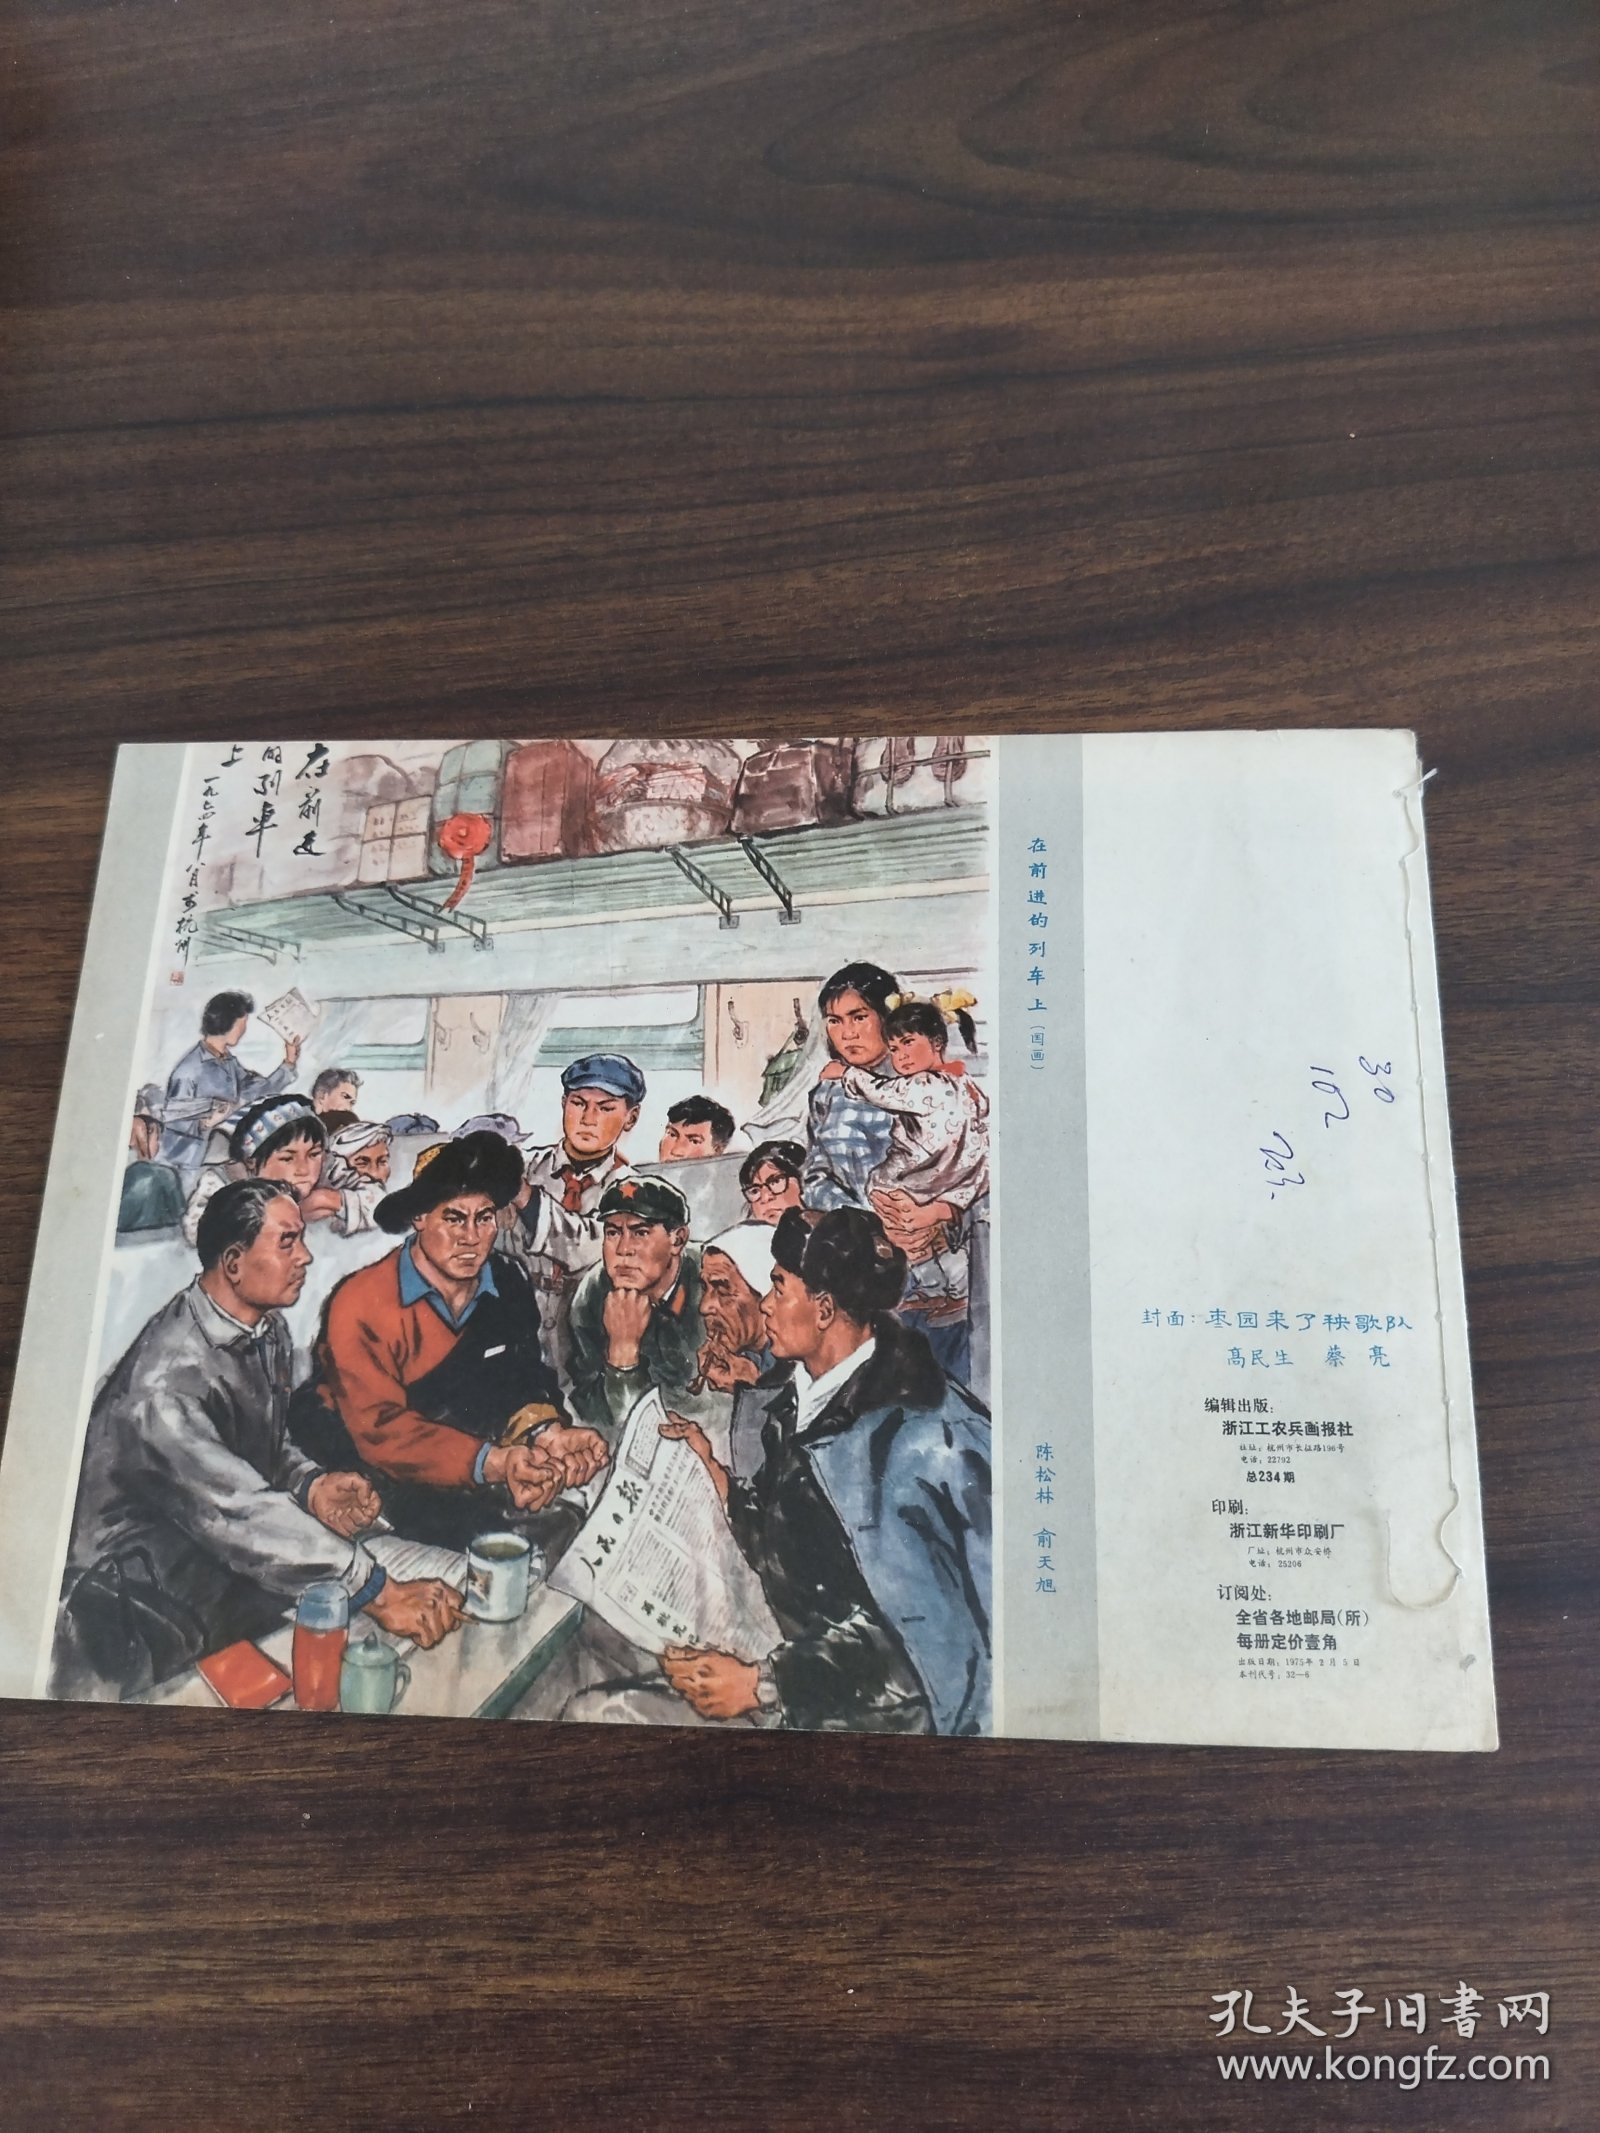 在前进
的列车
上
一九七四年八月于杭州
人民日报
在前进的列车上（国画）
陈松林 俞天旭
30
102
封面：枣园来了秧歌队
高民生 蔡亮
编辑出版：
浙江工农兵画报社
社址：杭州市长征路196号
电话：22792
总234期
印刷：
浙江新华印刷厂
厂址：杭州市众安桥
电话：25206
订阅处：
全省各地邮局(所)
每册定价壹角
出版日期：1975年2月5日
本刊代号：32—6
孔夫子旧书网
www.kongfz.com